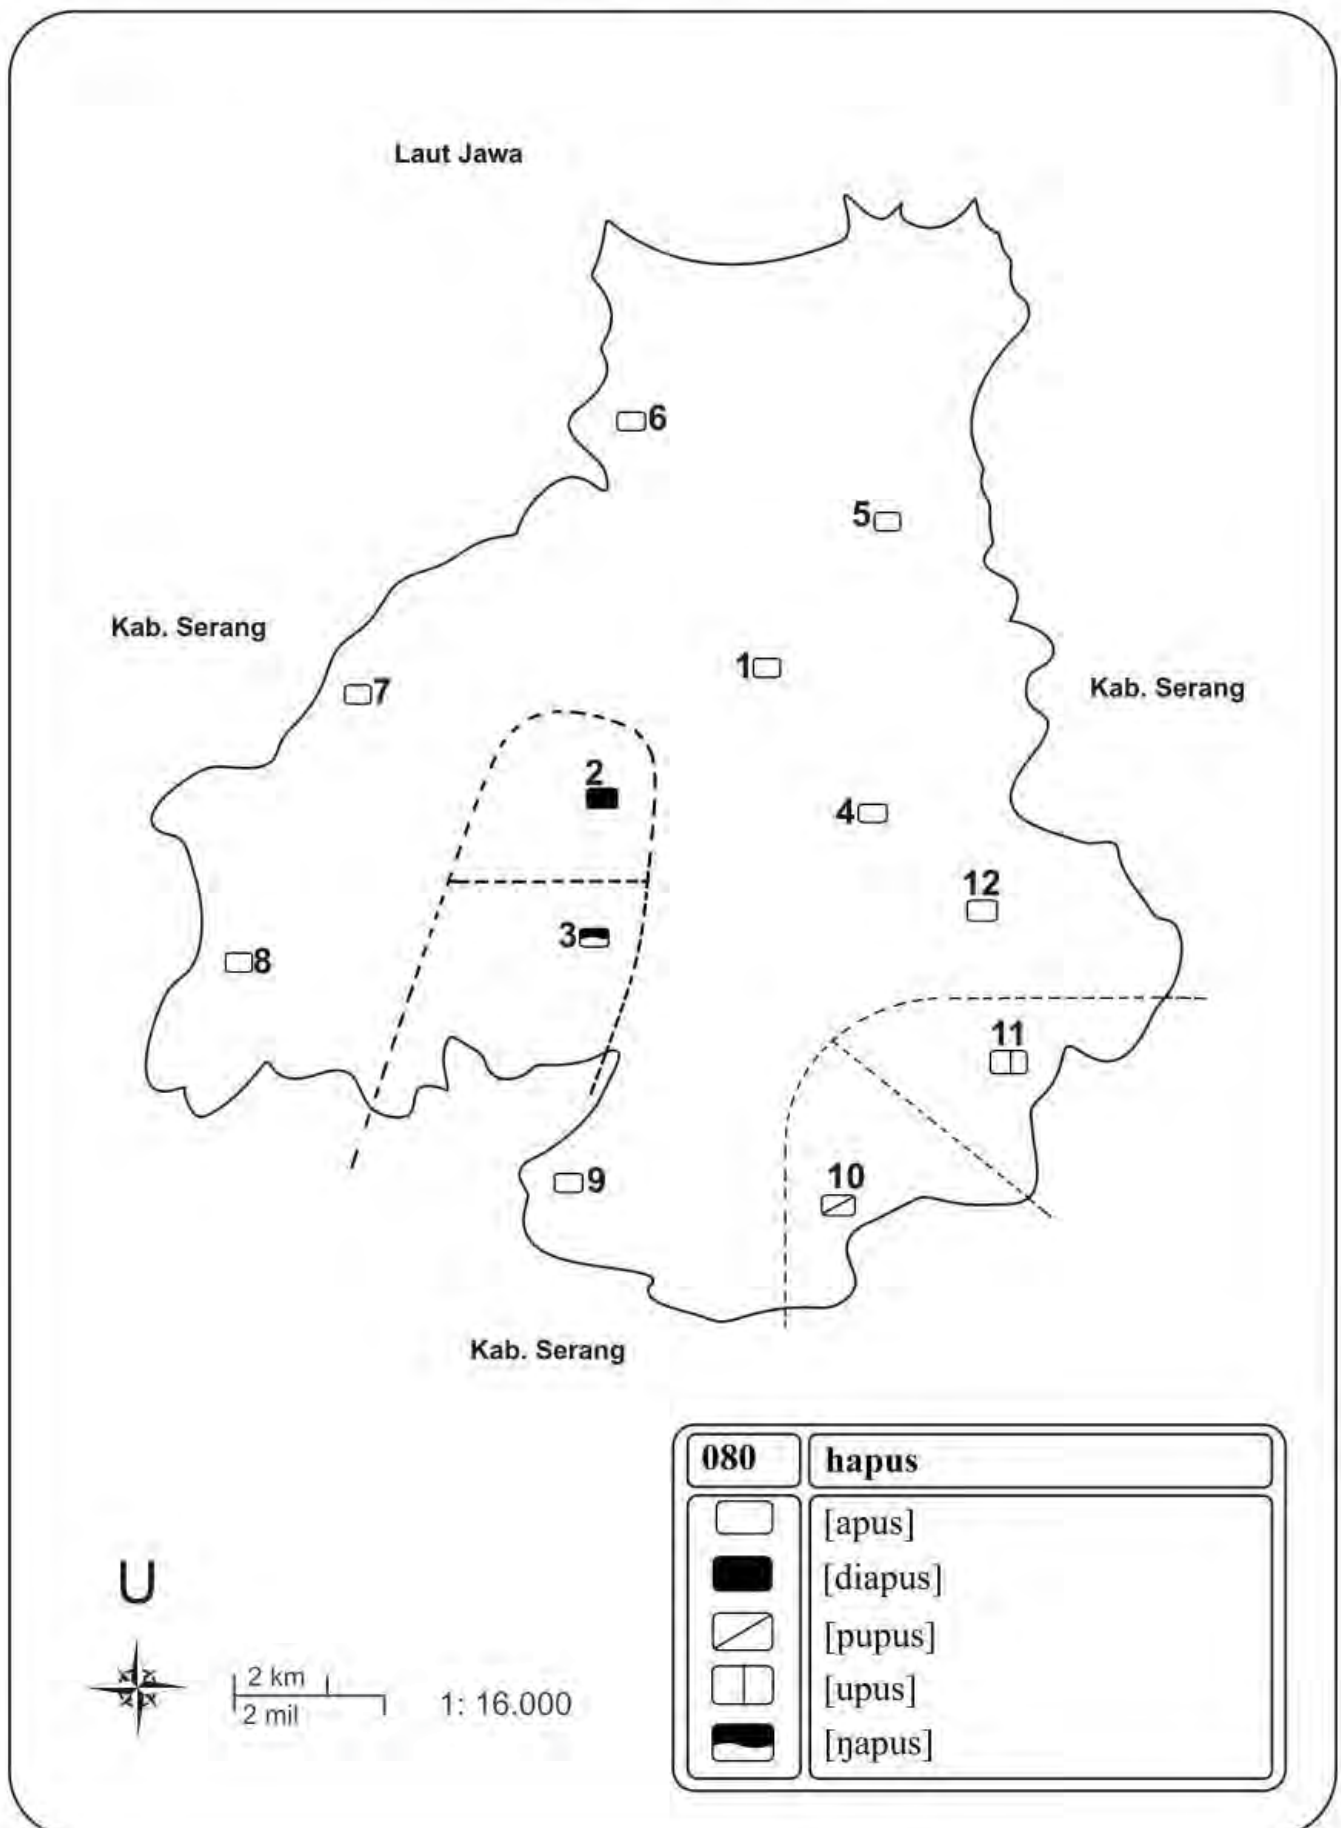 Laut Jawa
6
5
Kab. Serang
1
7
Kab. Serang
2
4
12
3
8
11
10
9
Kab. Serang
080 hapus
[apus]
[diapus]
[pupus]
[upus]
[ŋapus]
U
2 km
2 mil
1: 16.000